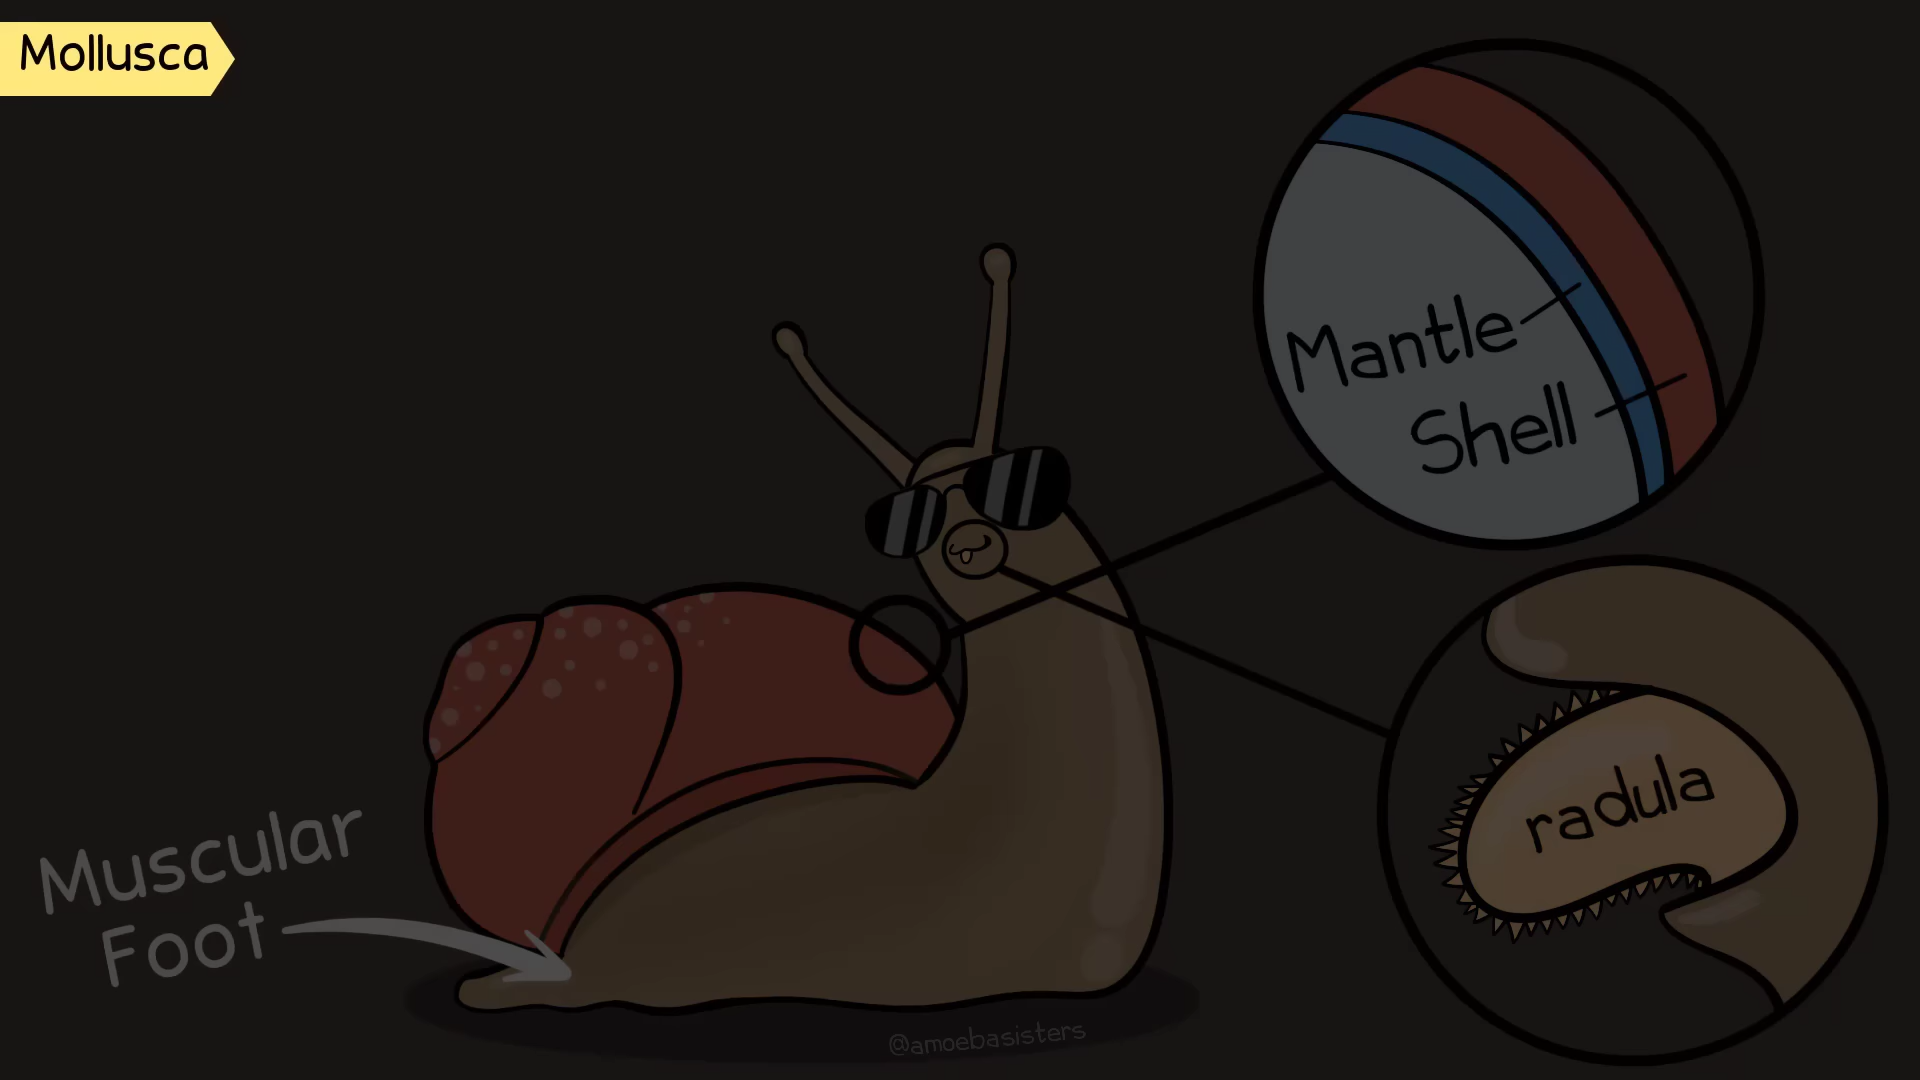 Mollusca
Mantle
Shell
radula
Muscular
Foot
@amoebasisters